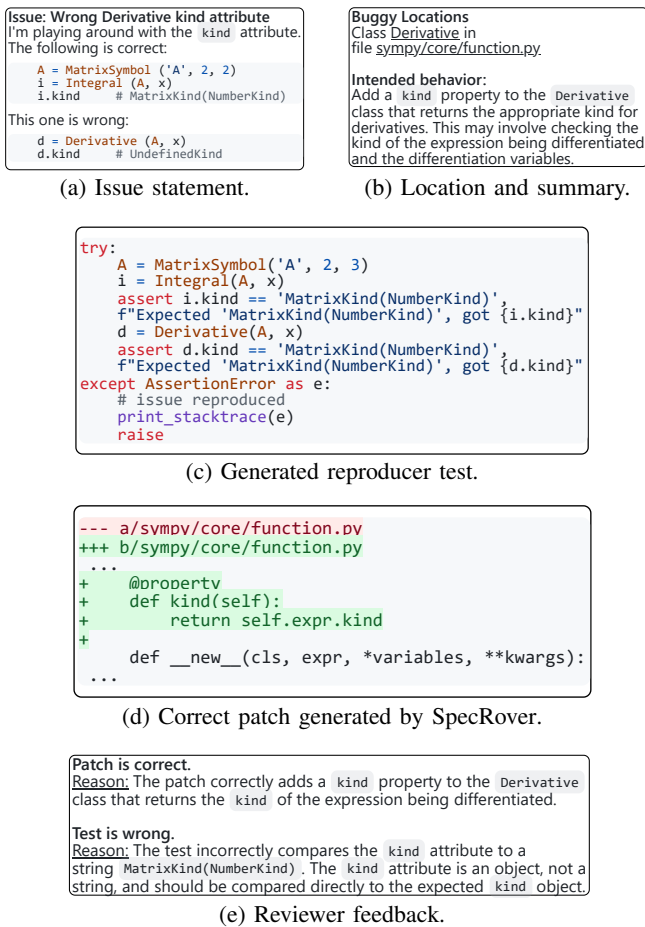 Issue: Wrong Derivative kind attribute
I'm playing around with the kind attribute.
The following is correct:
A = MatrixSymbol ('A', 2, 2)
i = Integral (A, x)
i.kind # MatrixKind(NumberKind)
This one is wrong:
d = Derivative (A, x)
d.kind # UndefinedKind
(a) Issue statement.
Buggy Locations
Class Derivative in
file sympy/core/function.py
Intended behavior:
Add a kind property to the Derivative
class that returns the appropriate kind for
derivatives. This may involve checking the
kind of the expression being differentiated
and the differentiation variables.
(b) Location and summary.
try:
A = MatrixSymbol('A', 2, 3)
i = Integral(A, x)
assert i.kind == 'MatrixKind(NumberKind)',
f"Expected 'MatrixKind(NumberKind)', got {i.kind}"
d = Derivative(A, x)
assert d.kind == 'MatrixKind(NumberKind)',
f"Expected 'MatrixKind(NumberKind)', got {d.kind}"
except AssertionError as e:
# issue reproduced
print_stacktrace(e)
raise
(c) Generated reproducer test.
--- a/sympy/core/function.py
+++ b/sympy/core/function.py
...
+ @property
+ def kind(self):
+ return self.expr.kind
+
def __new__(cls, expr, *variables, **kwargs):
...
(d) Correct patch generated by SpecRover.
Patch is correct.
Reason: The patch correctly adds a kind property to the Derivative
class that returns the kind of the expression being differentiated.
Test is wrong.
Reason: The test incorrectly compares the kind attribute to a
string MatrixKind(NumberKind). The kind attribute is an object, not a
string, and should be compared directly to the expected kind object.
(e) Reviewer feedback.